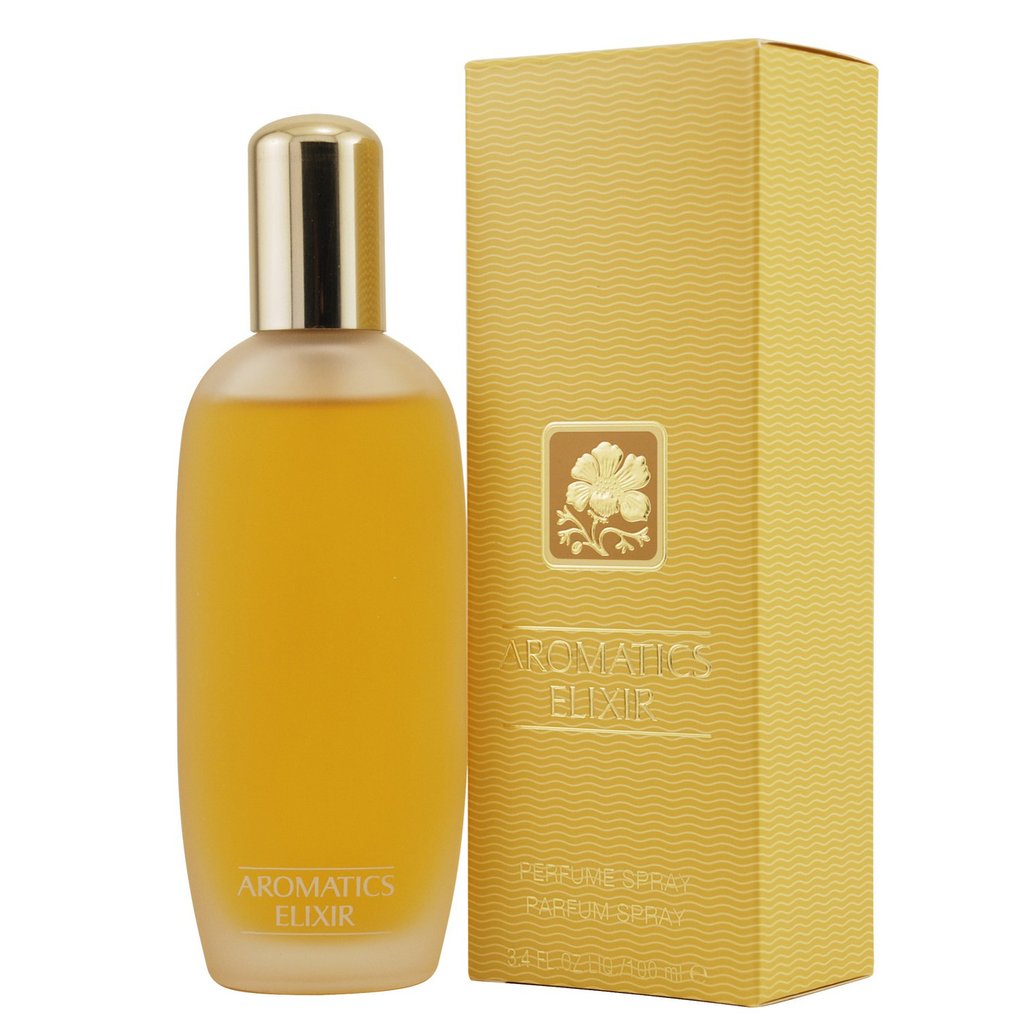 AROMATICS
ELIXIR
AROMATICS
ELIXIR
PERFUME SPRAY
PARFUM SPRAY
3.4 FL.OZ.LIQ./100 ml ℮